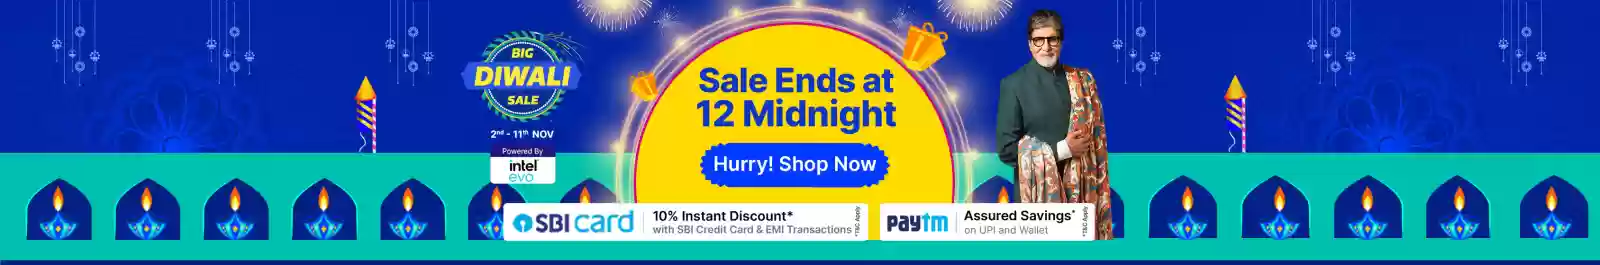 BIG
DIWALI
SALE
2nd - 11th NOV
Powered By
intel
evo
Sale Ends at
12 Midnight
Hurry! Shop Now
SBI card
10% Instant Discount*
with SBI Credit Card & EMI Transactions
*T&C Apply
paytm
Assured Savings*
on UPI and Wallet
*T&C Apply